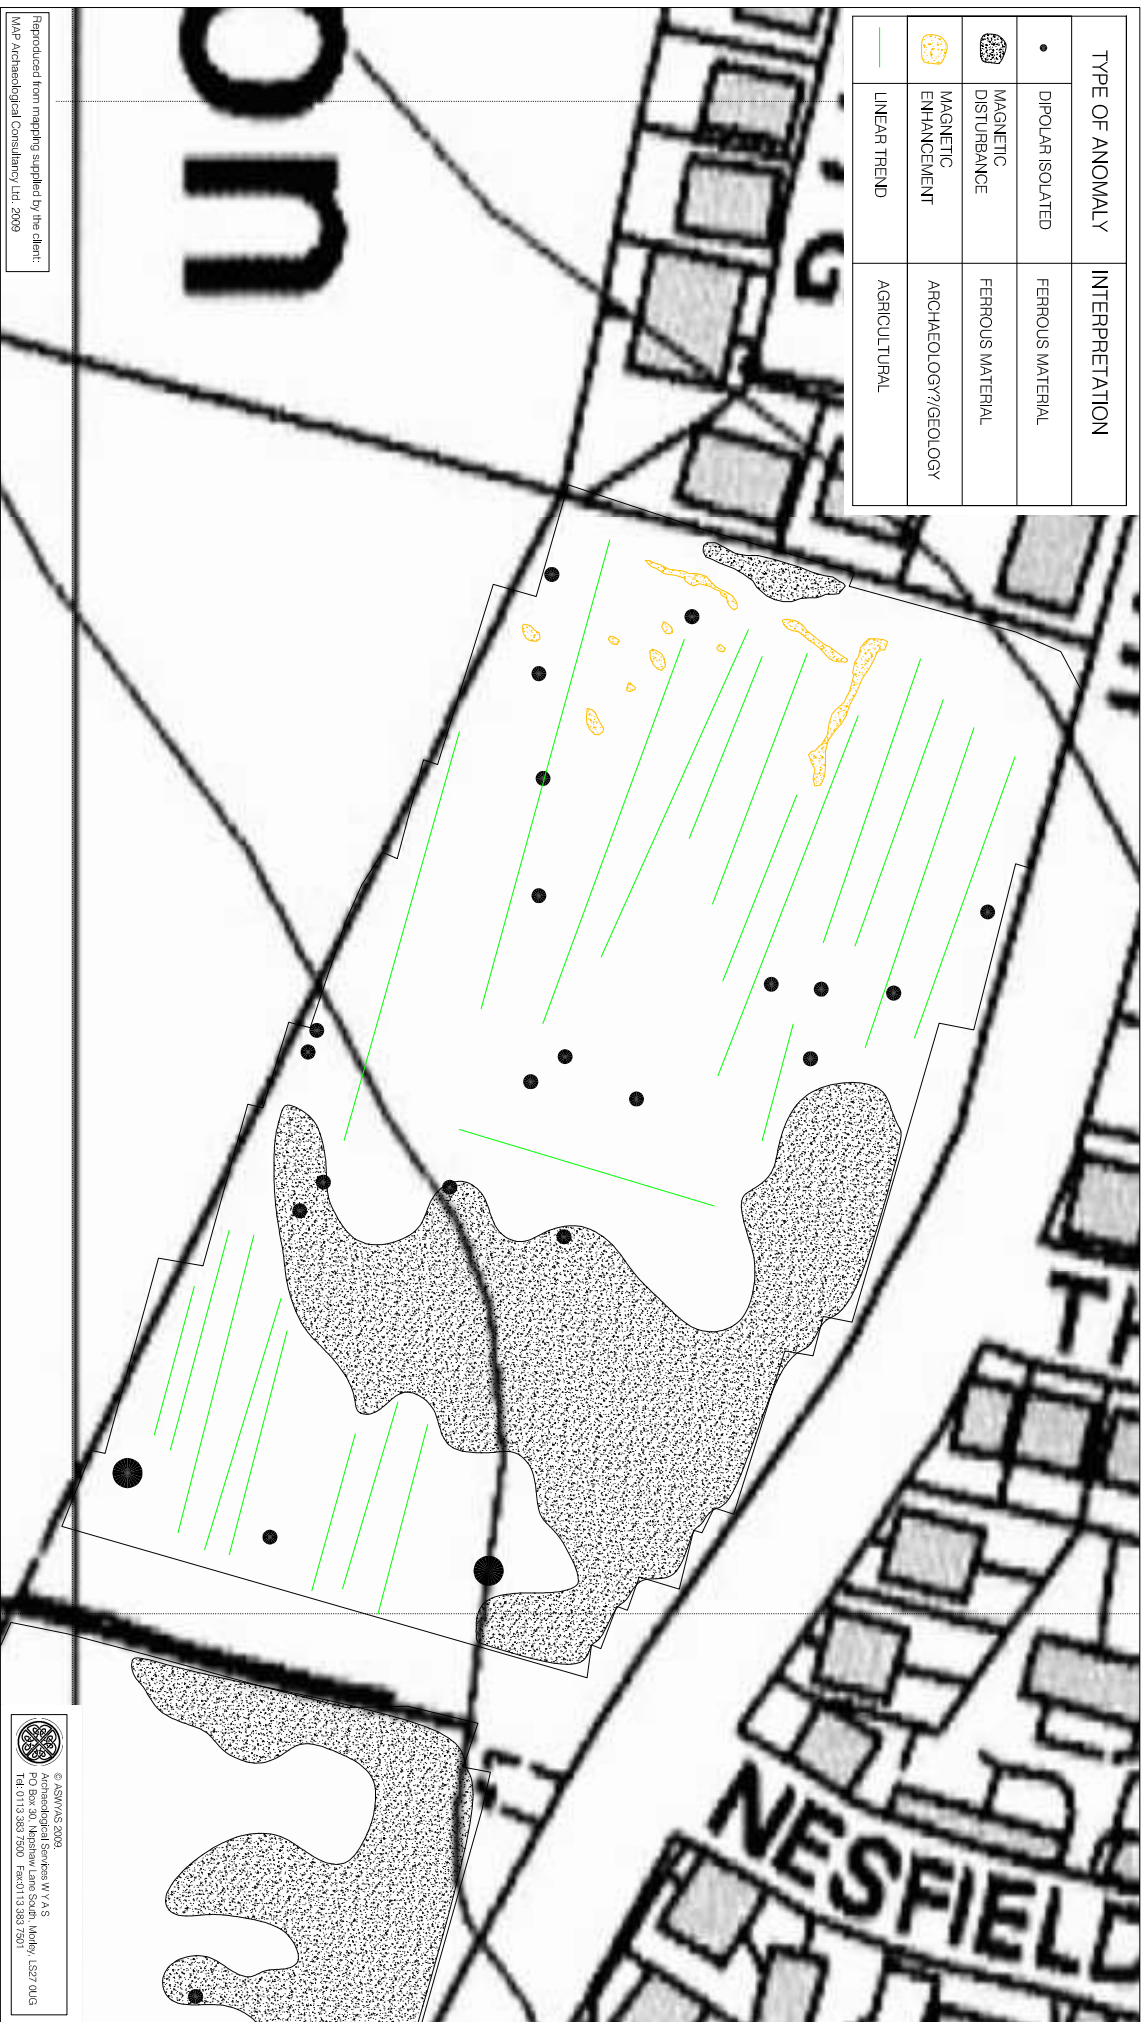 TYPE OF ANOMALY INTERPRETATION
DIPOLAR ISOLATED FERROUS MATERIAL
MAGNETIC
DISTURBANCE
FERROUS MATERIAL
MAGNETIC
ENHANCEMENT
ARCHAEOLOGY?/GEOLOGY
LINEAR TREND AGRICULTURAL
on
NESFIELD
Reproduced from mapping supplied by the client:
MAP Archaeological Consultancy Ltd. 2009
© ASWYAS 2009.
Archaeological Services W Y A S
PO Box 30, Nepshaw Lane South, Morley, LS27 0UG
Tel: 0113 383 7500 Fax:0113 383 7501